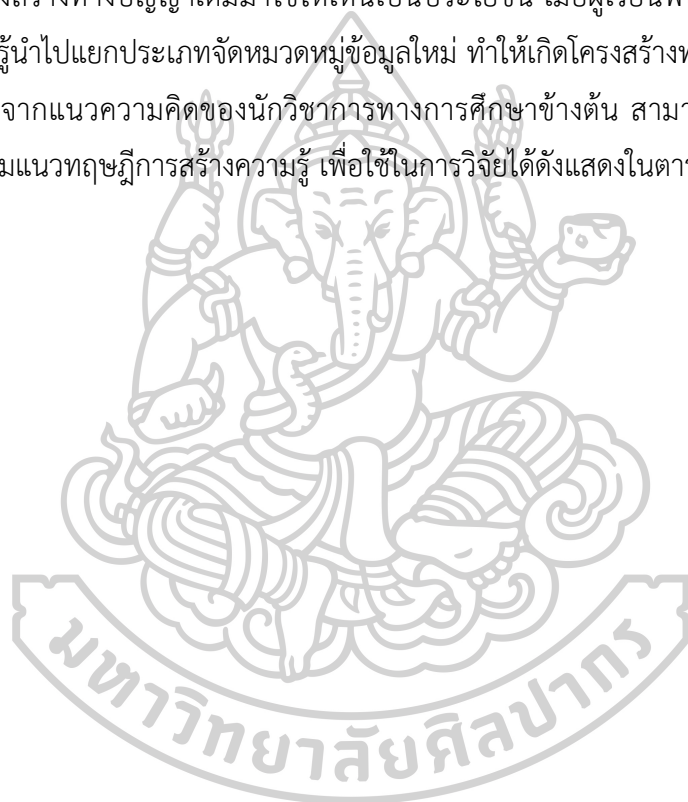 งสร้างทางปัญญาเดิมมาใช้ให้เห็นเป็นประโยชน์ เมื่อผู้เรียนพ
รู้นำไปแยกประเภทจัดหมวดหมู่ข้อมูลใหม่ ทำให้เกิดโครงสร้างท
จากแนวความคิดของนักวิชาการทางการศึกษาข้างต้น สามา
มแนวทฤษฎีการสร้างความรู้ เพื่อใช้ในการวิจัยได้ดังแสดงในตาร
มหาวิทยาลัยศิลปากร